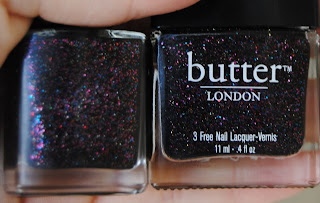 butter™
LONDON
3 Free Nail Lacquer-Vernis
11 ml - .4 fl oz